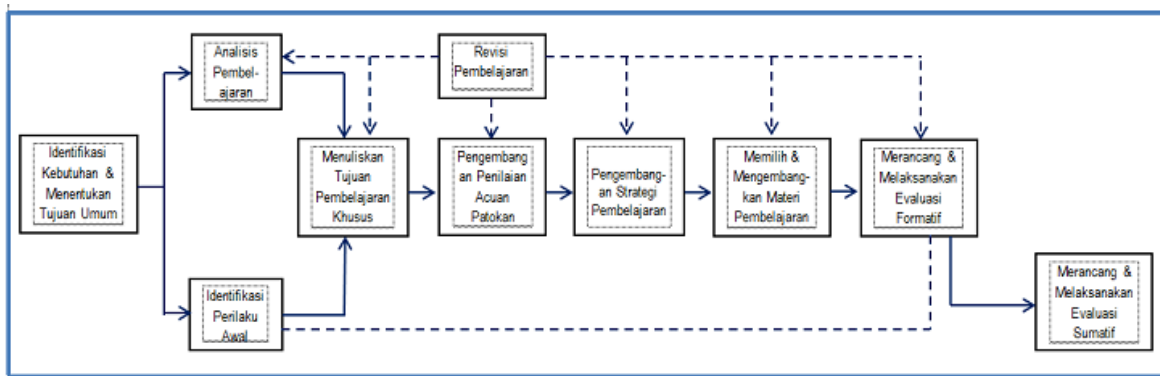 Analisis
Pembel-
ajaran
Revisi
Pembelajaran
Identifikasi
Kebutuhan &
Menentukan
Tujuan Umum
Menuliskan
Tujuan
Pembelajaran
Khusus
Pengembang
an Penilaian
Acuan
Patokan
Pengembang-
an Strategi
Pembelajaran
Memilih &
Mengembang-
kan Materi
Pembelajaran
Merancang &
Melaksanakan
Evaluasi
Formatif
Identifikasi
Perilaku
Awal
Merancang &
Melaksanakan
Evaluasi
Sumatif